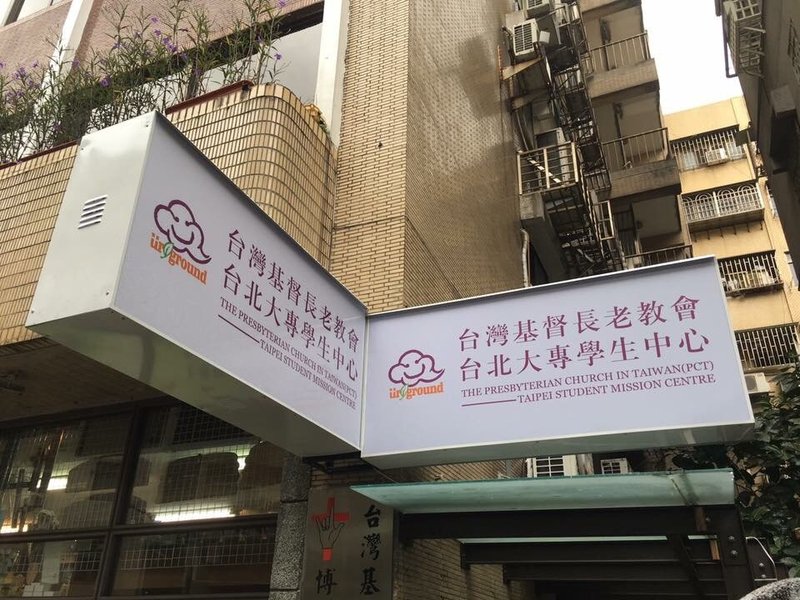 üirground
台灣基督長老教會
台北大專學生中心
THE PRESBYTERIAN CHURCH IN TAIWAN(PCT)
TAIPEI STUDENT MISSION CENTRE
üirground
台灣基督長老教會
台北大專學生中心
THE PRESBYTERIAN CHURCH IN TAIWAN(PCT)
TAIPEI STUDENT MISSION CENTRE
台灣基
博